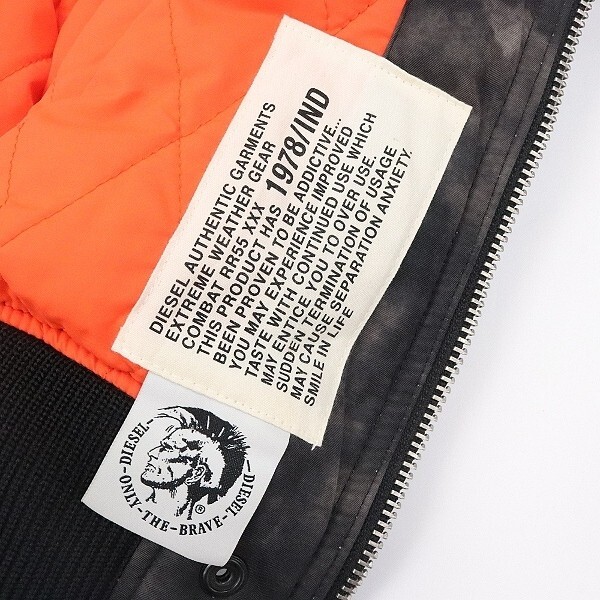 DIESEL AUTHENTIC GARMENTS
EXTREME WEATHER GEAR
COMBAT RR55 XXX 1978/IND
THIS PRODUCT HAS
BEEN PROVEN TO BE ADDICTIVE...
YOU MAY EXPERIENCE IMPROVED
TASTE WITH CONTINUED USE WHICH
MAY ENTICE YOU TO OVER USE.
SUDDEN TERMINATION OF USAGE
MAY CAUSE SEPARATION ANXIETY.
SMILE IN LIFE
DIESEL—ONLY—THE—BRAVE—DIESEL
®